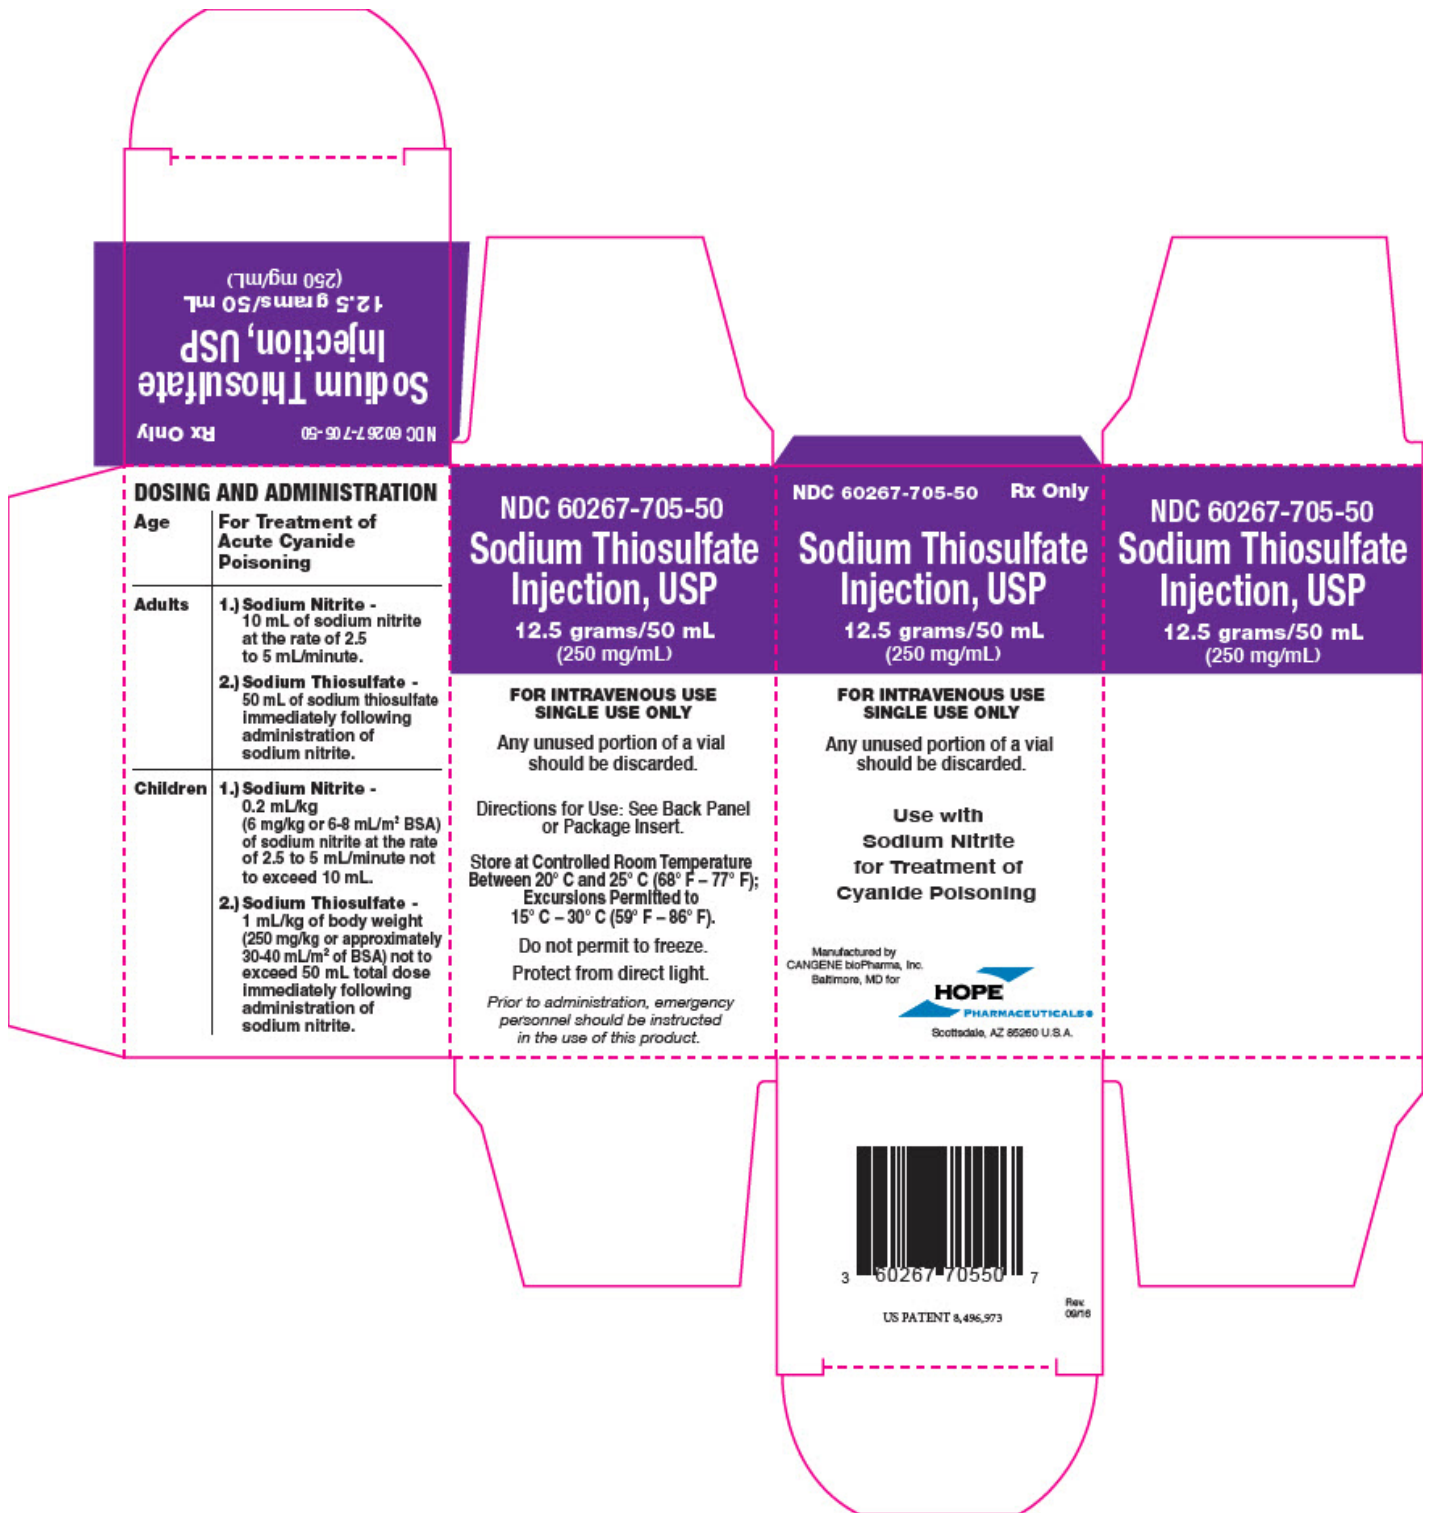 NDC 60267-705-50 Rx Only
Sodium Thiosulfate
Injection, USP
12.5 grams/50 mL
(250 mg/mL)
DOSING AND ADMINISTRATION
Age
For Treatment of
Acute Cyanide
Poisoning
Adults
1.) Sodium Nitrite -
10 mL of sodium nitrite
at the rate of 2.5
to 5 mL/minute.
2.) Sodium Thiosulfate -
50 mL of sodium thiosulfate
immediately following
administration of
sodium nitrite.
Children
1.) Sodium Nitrite -
0.2 mL/kg
(6 mg/kg or 6-8 mL/m² BSA)
of sodium nitrite at the rate
of 2.5 to 5 mL/minute not
to exceed 10 mL.
2.) Sodium Thiosulfate -
1 mL/kg of body weight
(250 mg/kg or approximately
30-40 mL/m² of BSA) not to
exceed 50 mL total dose
immediately following
administration of
sodium nitrite.
NDC 60267-705-50
Sodium Thiosulfate
Injection, USP
12.5 grams/50 mL
(250 mg/mL)
FOR INTRAVENOUS USE
SINGLE USE ONLY
Any unused portion of a vial
should be discarded.
Directions for Use: See Back Panel
or Package Insert.
Store at Controlled Room Temperature
Between 20° C and 25° C (68° F – 77° F);
Excursions Permitted to
15° C – 30° C (59° F – 86° F).
Do not permit to freeze.
Protect from direct light.
Prior to administration, emergency
personnel should be instructed
in the use of this product.
NDC 60267-705-50 Rx Only
Sodium Thiosulfate
Injection, USP
12.5 grams/50 mL
(250 mg/mL)
FOR INTRAVENOUS USE
SINGLE USE ONLY
Any unused portion of a vial
should be discarded.
Use with
Sodium Nitrite
for Treatment of
Cyanide Poisoning
Manufactured by
CANGENE bioPharma, Inc.
Baltimore, MD for
HOPE
PHARMACEUTICALS®
Scottsdale, AZ 85260 U.S.A.
3 60267 70550 7
US PATENT 8,496,973
Rev.
09/16
NDC 60267-705-50
Sodium Thiosulfate
Injection, USP
12.5 grams/50 mL
(250 mg/mL)